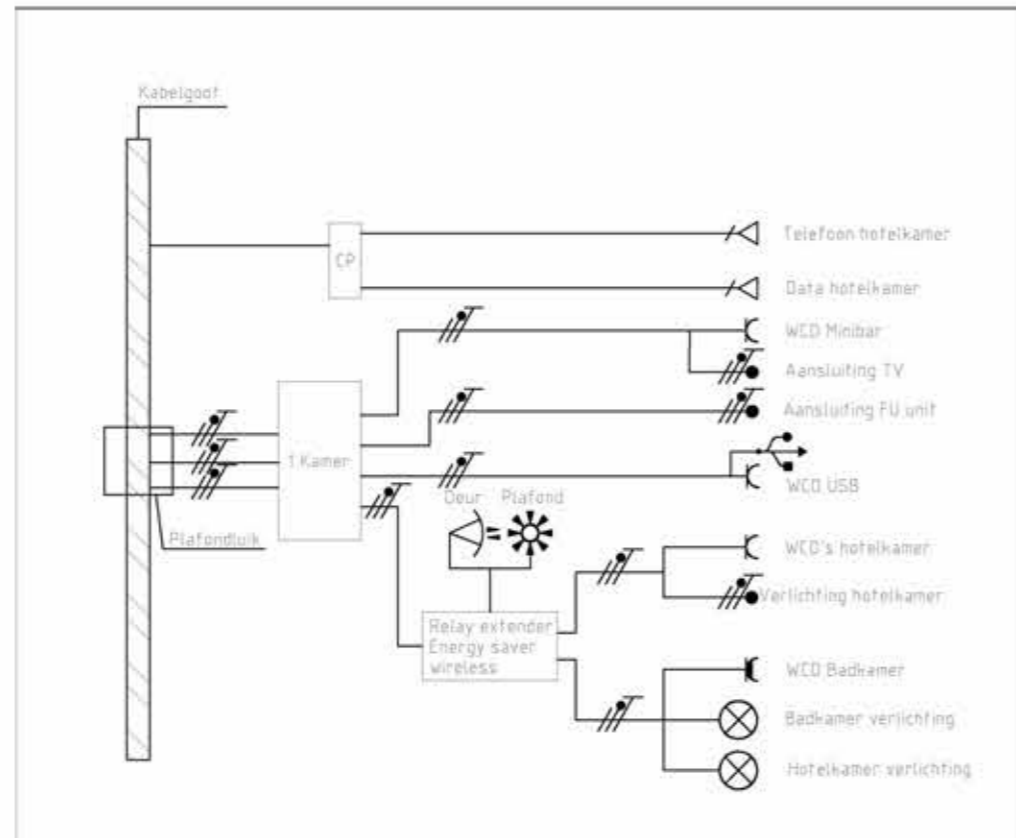 Kabelgoot
Telefoon hotelkamer
CP
Data hotelkamer
WCD Minibar
Aansluiting TV
Aansluiting FU unit
1 Kamer
WCD USB
Deur Plafond
Plafondluik
WCD's hotelkamer
Verlichting hotelkamer
Relay extender
Energy saver
wireless
WCD Badkamer
Badkamer verlichting
Hotelkamer verlichting